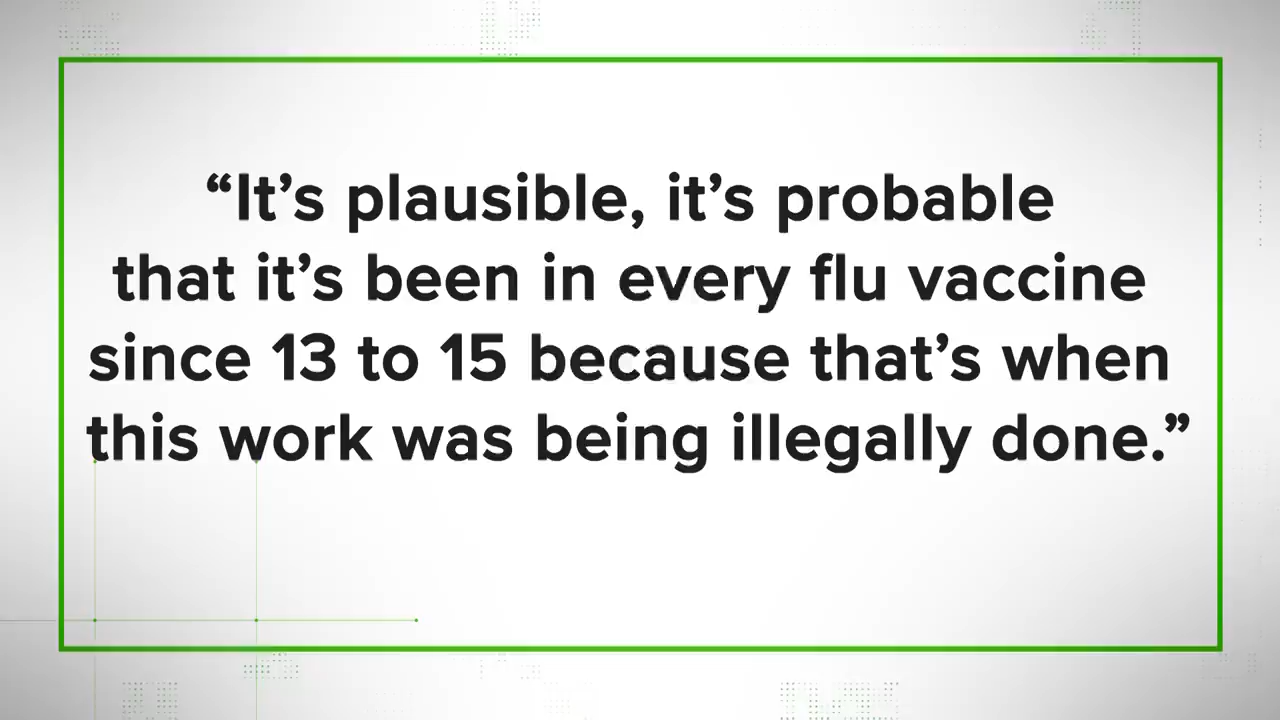 “It’s plausible, it’s probable
that it’s been in every flu vaccine
since 13 to 15 because that’s when
this work was being illegally done.”